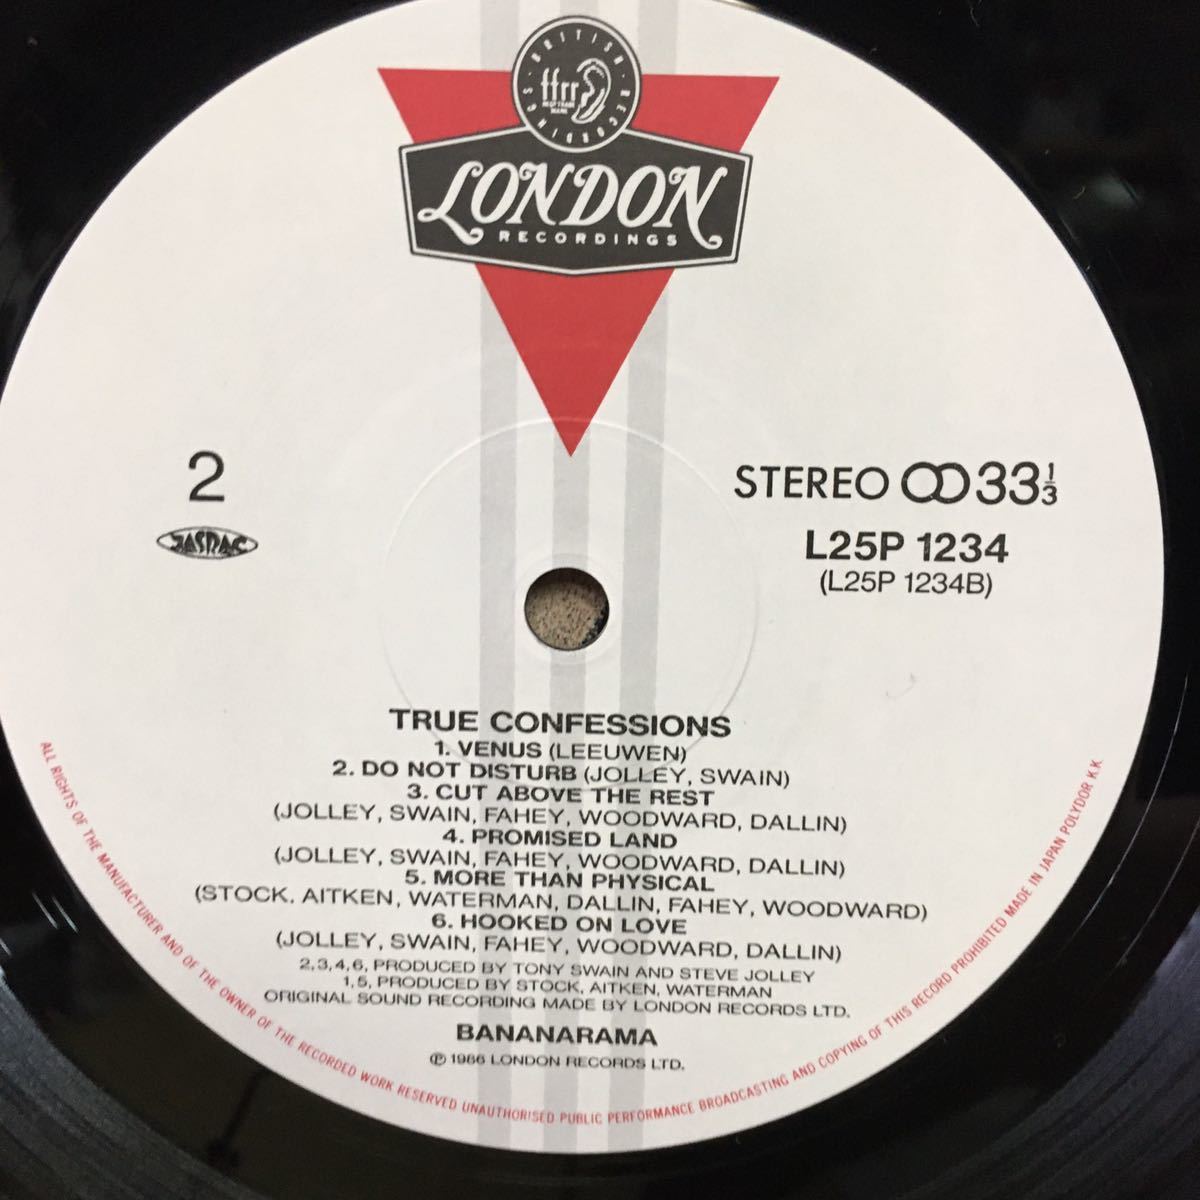 BRITISH RECORDINGS
ffrr
LONDON
RECORDINGS
2
JASRAC
STEREO 33 1/3
L25P 1234
(L25P 1234B)
TRUE CONFESSIONS
1. VENUS (LEEUWEN)
2. DO NOT DISTURB (JOLLEY, SWAIN)
3. CUT ABOVE THE REST
(JOLLEY, SWAIN, FAHEY, WOODWARD, DALLIN)
4. PROMISED LAND
(JOLLEY, SWAIN, FAHEY, WOODWARD, DALLIN)
5. MORE THAN PHYSICAL
(STOCK. AITKEN, WATERMAN, DALLIN, FAHEY, WOODWARD)
6. HOOKED ON LOVE
(JOLLEY, SWAIN, FAHEY, WOODWARD, DALLIN)
2,3,4,6, PRODUCED BY TONY SWAIN AND STEVE JOLLEY
1,5, PRODUCED BY STOCK, AITKEN, WATERMAN
ORIGINAL SOUND RECORDING MADE BY LONDON RECORDS LTD.
BANANARAMA
℗ 1986 LONDON RECORDS LTD.
ALL RIGHTS OF THE MANUFACTURER AND OF THE OWNER OF THE RECORDED WORK RESERVED UNAUTHORISED PUBLIC PERFORMANCE BROADCASTING AND COPYING OF THIS RECORD PROHIBITED MADE IN JAPAN POLYDOR K.K